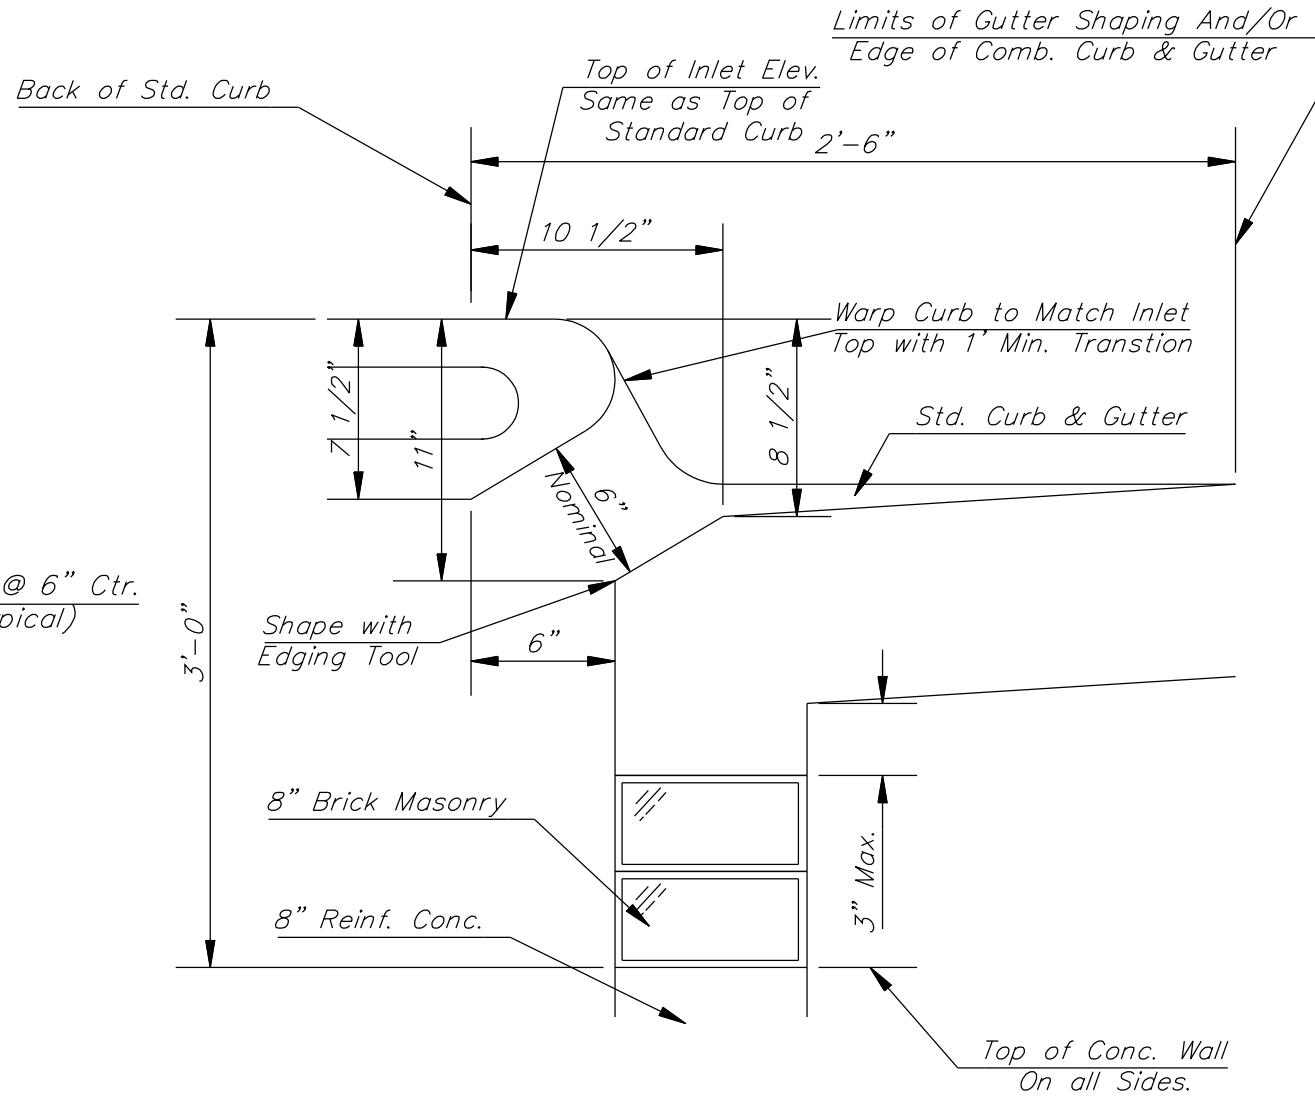 Limits of Gutter Shaping And/Or
Edge of Comb. Curb & Gutter
Back of Std. Curb
Top of Inlet Elev.
Same as Top of
Standard Curb
2'-6"
10 1/2"
Warp Curb to Match Inlet
Top with 1' Min. Transtion
7 1/2"
11"
8 1/2"
Std. Curb & Gutter
6"
Nominal
@ 6" Ctr.
pical)
3'-0"
Shape with
Edging Tool
6"
8" Brick Masonry
3" Max.
8" Reinf. Conc.
Top of Conc. Wall
On all Sides.